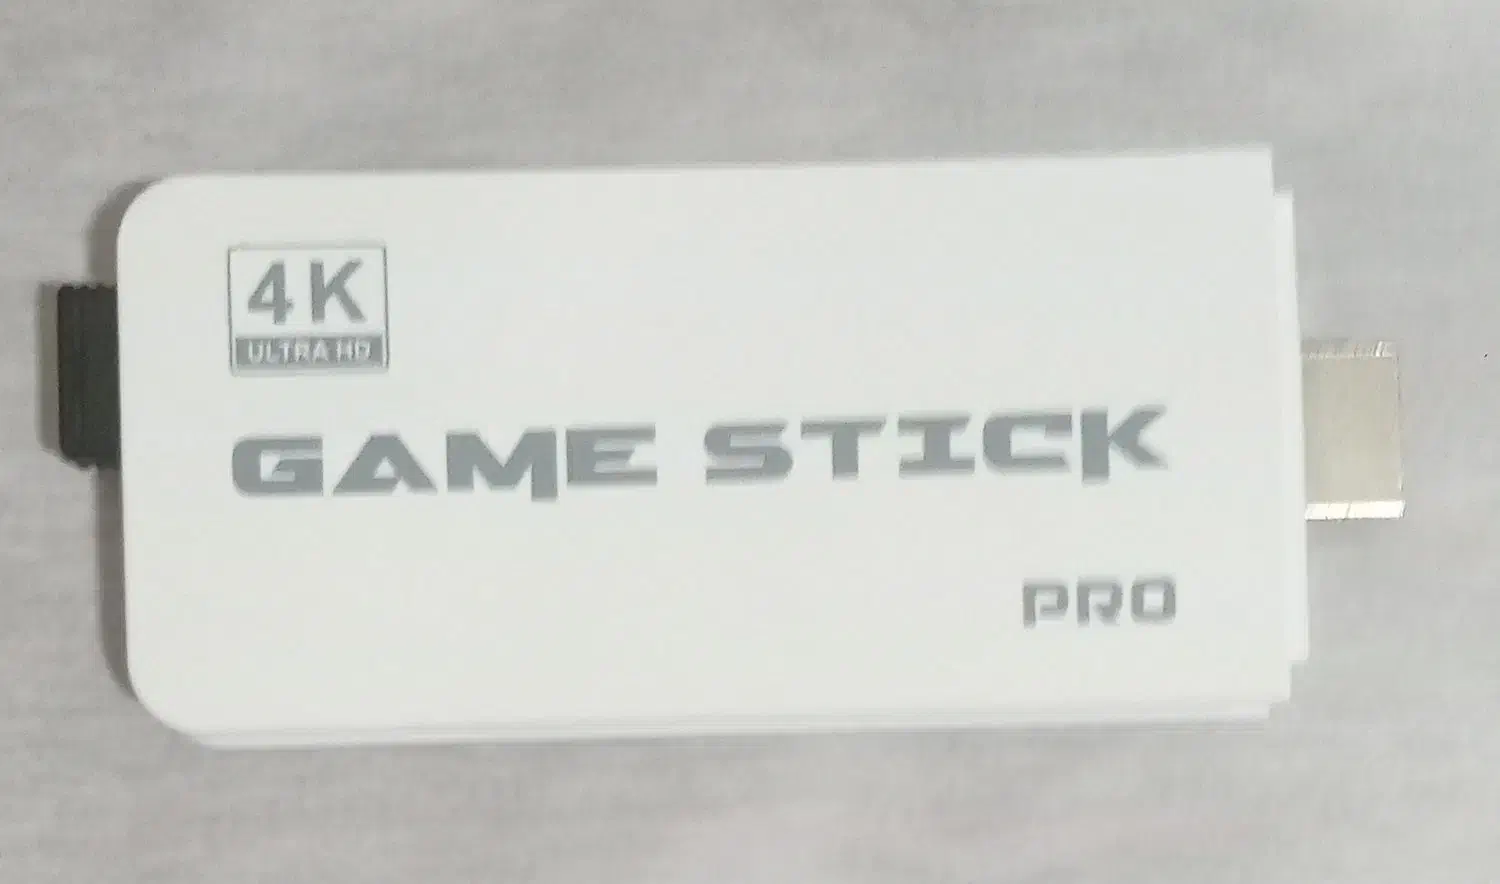 4K
ULTRA HD
GAME STICK
PRO